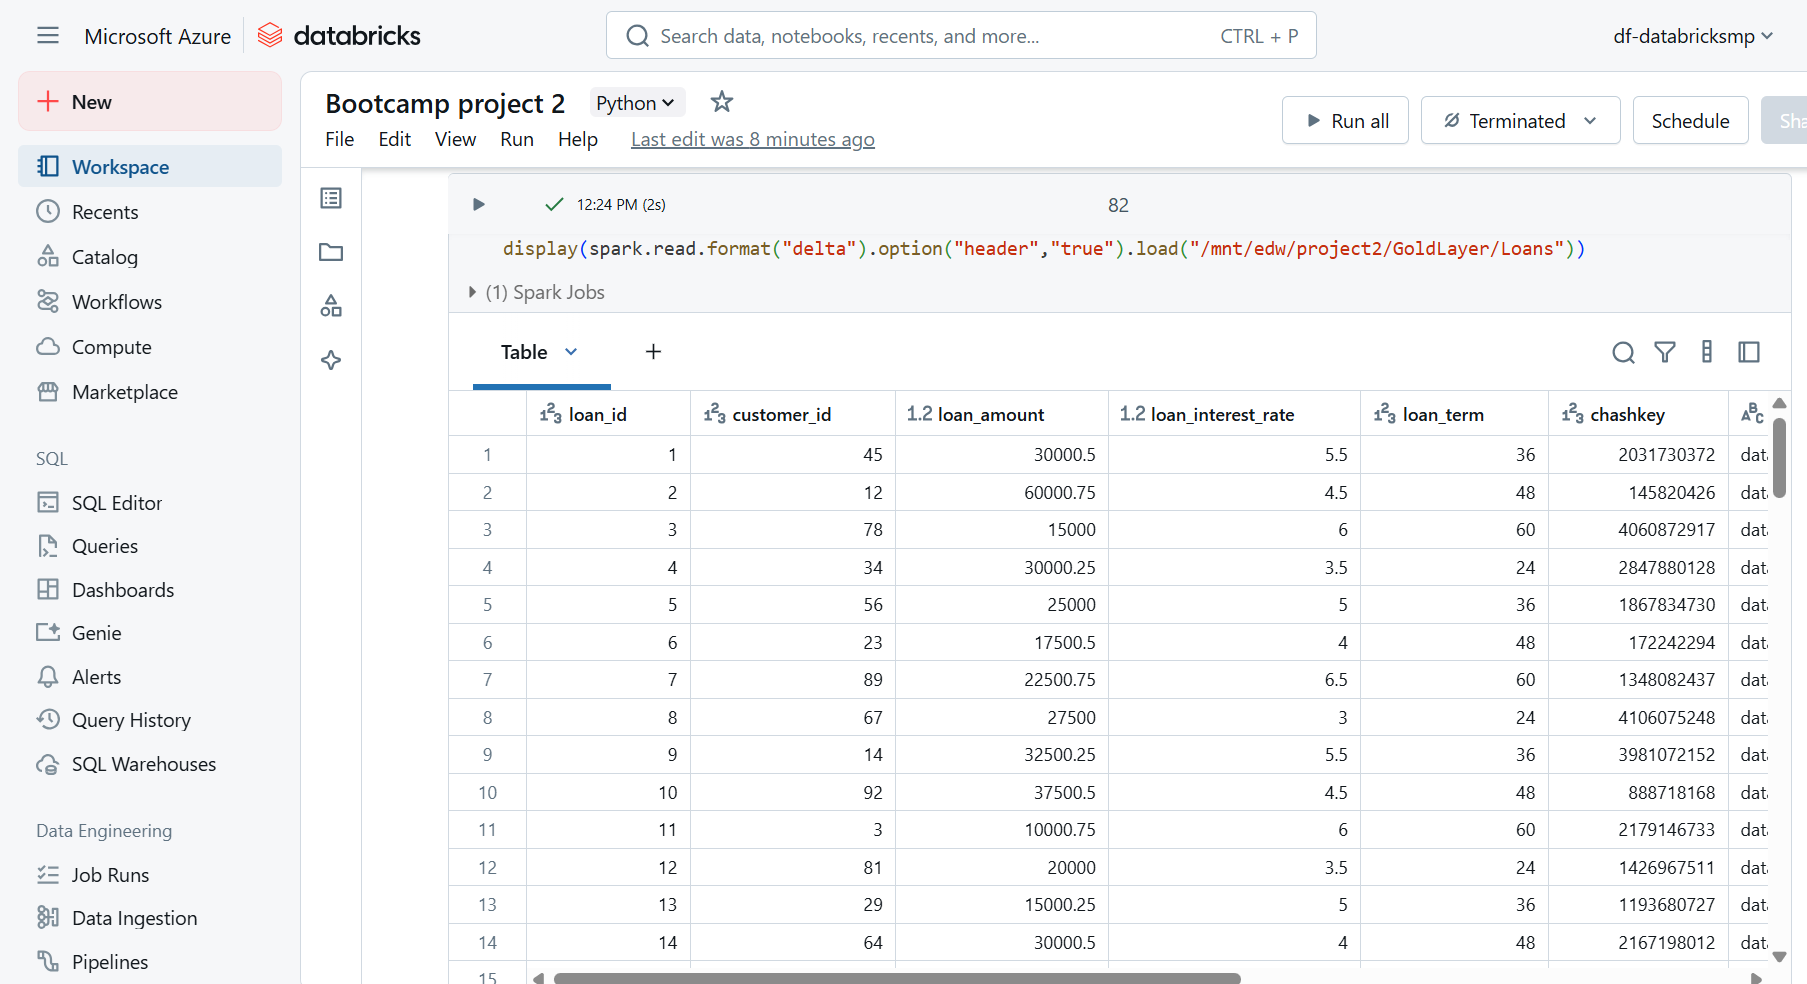 Microsoft Azure databricks
Search data, notebooks, recents, and more... CTRL + P
df-databricksmp
New
Workspace
Recents
Catalog
Workflows
Compute
Marketplace
SQL
SQL Editor
Queries
Dashboards
Genie
Alerts
Query History
SQL Warehouses
Data Engineering
Job Runs
Data Ingestion
Pipelines
Bootcamp project 2 Python
File Edit View Run Help Last edit was 8 minutes ago
Run all Terminated Schedule
12:24 PM (2s) 82
display(spark.read.format("delta").option("header","true").load("/mnt/edw/project2/GoldLayer/Loans"))
(1) Spark Jobs
Table +
loan_id customer_id 1.2 loan_amount 1.2 loan_interest_rate loan_term chashkey
1 1 45 30000.5 5.5 36 2031730372
2 2 12 60000.75 4.5 48 145820426
3 3 78 15000 6 60 4060872917
4 4 34 30000.25 3.5 24 2847880128
5 5 56 25000 5 36 1867834730
6 6 23 17500.5 4 48 172242294
7 7 89 22500.75 6.5 60 1348082437
8 8 67 27500 3 24 4106075248
9 9 14 32500.25 5.5 36 3981072152
10 10 92 37500.5 4.5 48 888718168
11 11 3 10000.75 6 60 2179146733
12 12 81 20000 3.5 24 1426967511
13 13 29 15000.25 5 36 1193680727
14 14 64 30000.5 4 48 2167198012
15